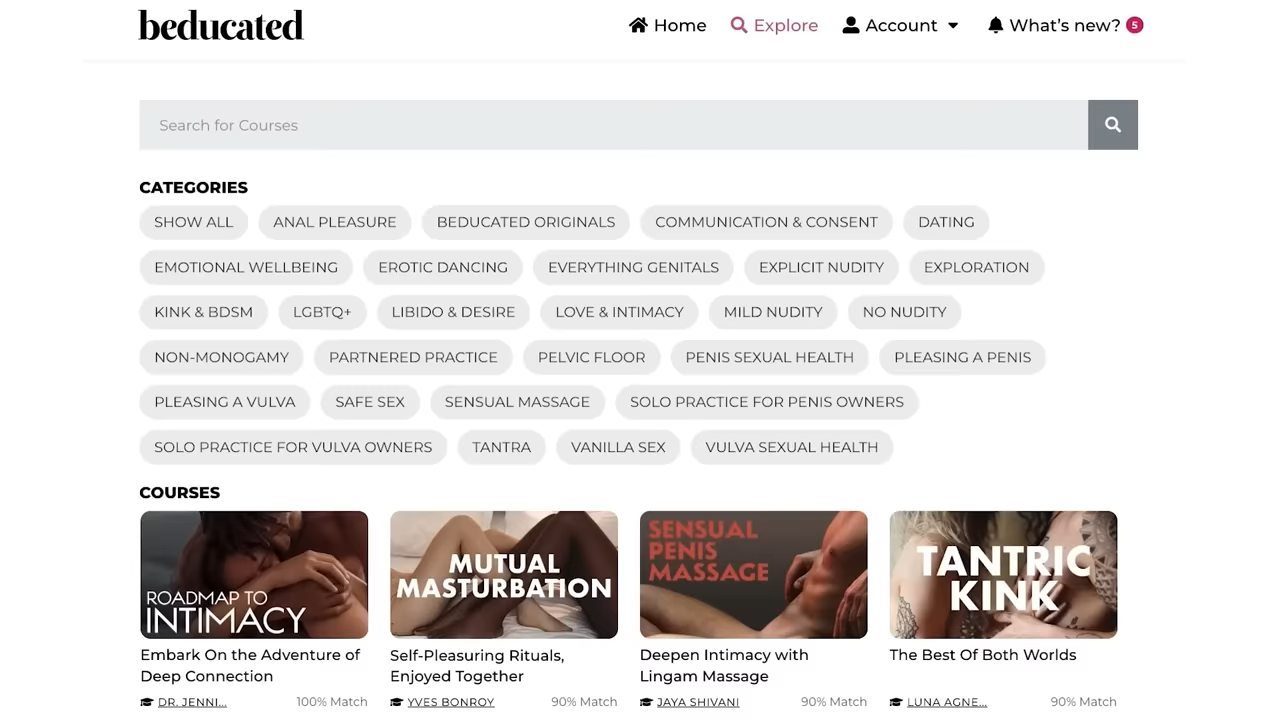 beducated
Home Explore Account What's new? 5
Search for Courses
CATEGORIES
SHOW ALL ANAL PLEASURE BEDUCATED ORIGINALS COMMUNICATION & CONSENT DATING
EMOTIONAL WELLBEING EROTIC DANCING EVERYTHING GENITALS EXPLICIT NUDITY EXPLORATION
KINK & BDSM LGBTQ+ LIBIDO & DESIRE LOVE & INTIMACY MILD NUDITY NO NUDITY
NON-MONOGAMY PARTNERED PRACTICE PELVIC FLOOR PENIS SEXUAL HEALTH PLEASING A PENIS
PLEASING A VULVA SAFE SEX SENSUAL MASSAGE SOLO PRACTICE FOR PENIS OWNERS
SOLO PRACTICE FOR VULVA OWNERS TANTRA VANILLA SEX VULVA SEXUAL HEALTH
COURSES
ROADMAP TO
INTIMACY
Embark On the Adventure of
Deep Connection
DR. JENNI... 100% Match
MUTUAL
MASTURBATION
Self-Pleasuring Rituals,
Enjoyed Together
YVES BONROY 90% Match
SENSUAL
PENIS
MASSAGE
Deepen Intimacy with
Lingam Massage
JAYA SHIVANI 90% Match
TANTRIC
KINK
The Best Of Both Worlds
LUNA AGNE... 90% Match